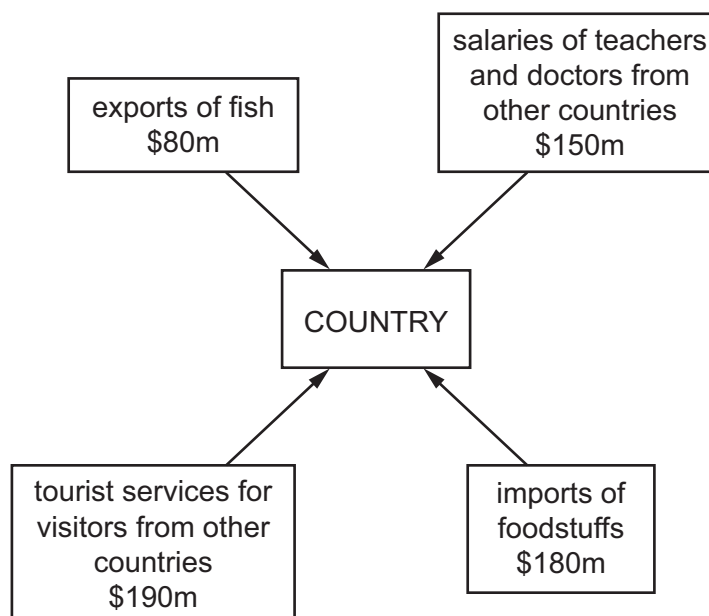 exports of fish
$80m
salaries of teachers
and doctors from
other countries
$150m
COUNTRY
tourist services for
visitors from other
countries
$190m
imports of
foodstuffs
$180m